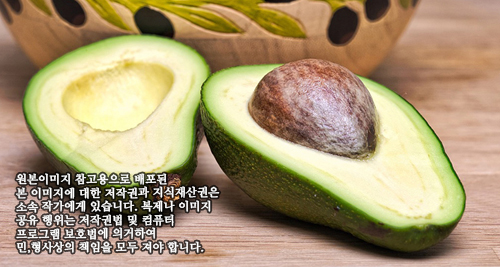 원본이미지 참고용으로 배포된
본 이미지에 대한 저작권과 지식재산권은
소속 작가에게 있습니다. 복제나 이미지
공유 행위는 저작권법 및 컴퓨터
프로그램 보호법에 의거하여
민,형사상의 책임을 모두 져야 합니다.